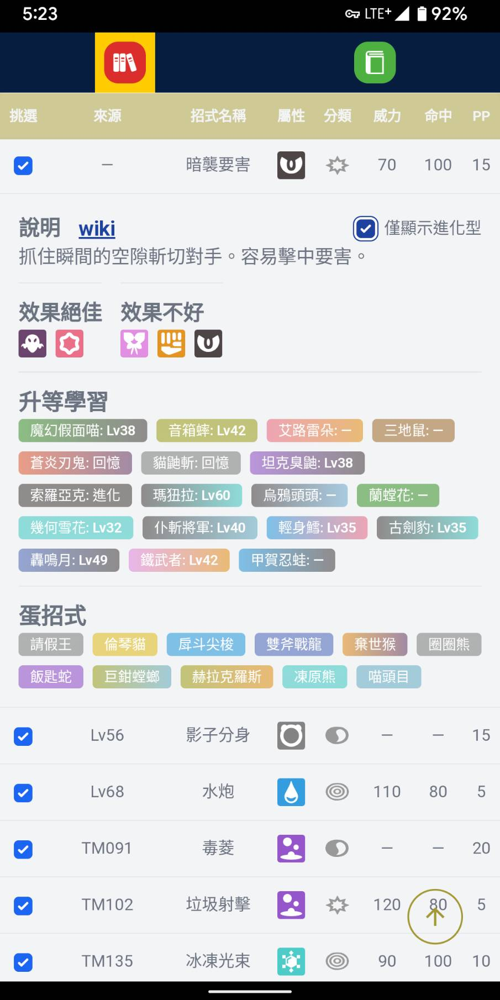 5:23 LTE+ 92%
挑選 來源 招式名稱 屬性 分類 威力 命中 PP
— 暗襲要害 70 100 15
說明 wiki 僅顯示進化型
抓住瞬間的空隙斬切對手。容易擊中要害。
效果絕佳 效果不好
升等學習
魔幻假面喵: Lv38 音箱蟀: Lv42 艾路雷朵: — 三地鼠: —
蒼炎刃鬼: 回憶 貓鼬斬: 回憶 坦克臭鼬: Lv38
索羅亞克: 進化 瑪狃拉: Lv60 烏鴉頭頭: — 蘭螳花: —
幾何雪花: Lv32 仆斬將軍: Lv40 輕身鱈: Lv35 古劍豹: Lv35
轟鳴月: Lv49 鐵武者: Lv42 甲賀忍蛙: —
蛋招式
請假王 倫琴貓 戽斗尖梭 雙斧戰龍 棄世猴 圈圈熊
飯匙蛇 巨鉗螳螂 赫拉克羅斯 凍原熊 喵頭目
Lv56 影子分身 — — 15
Lv68 水炮 110 80 5
TM091 毒菱 — — 20
TM102 垃圾射擊 120 80 5
TM135 冰凍光束 90 100 10